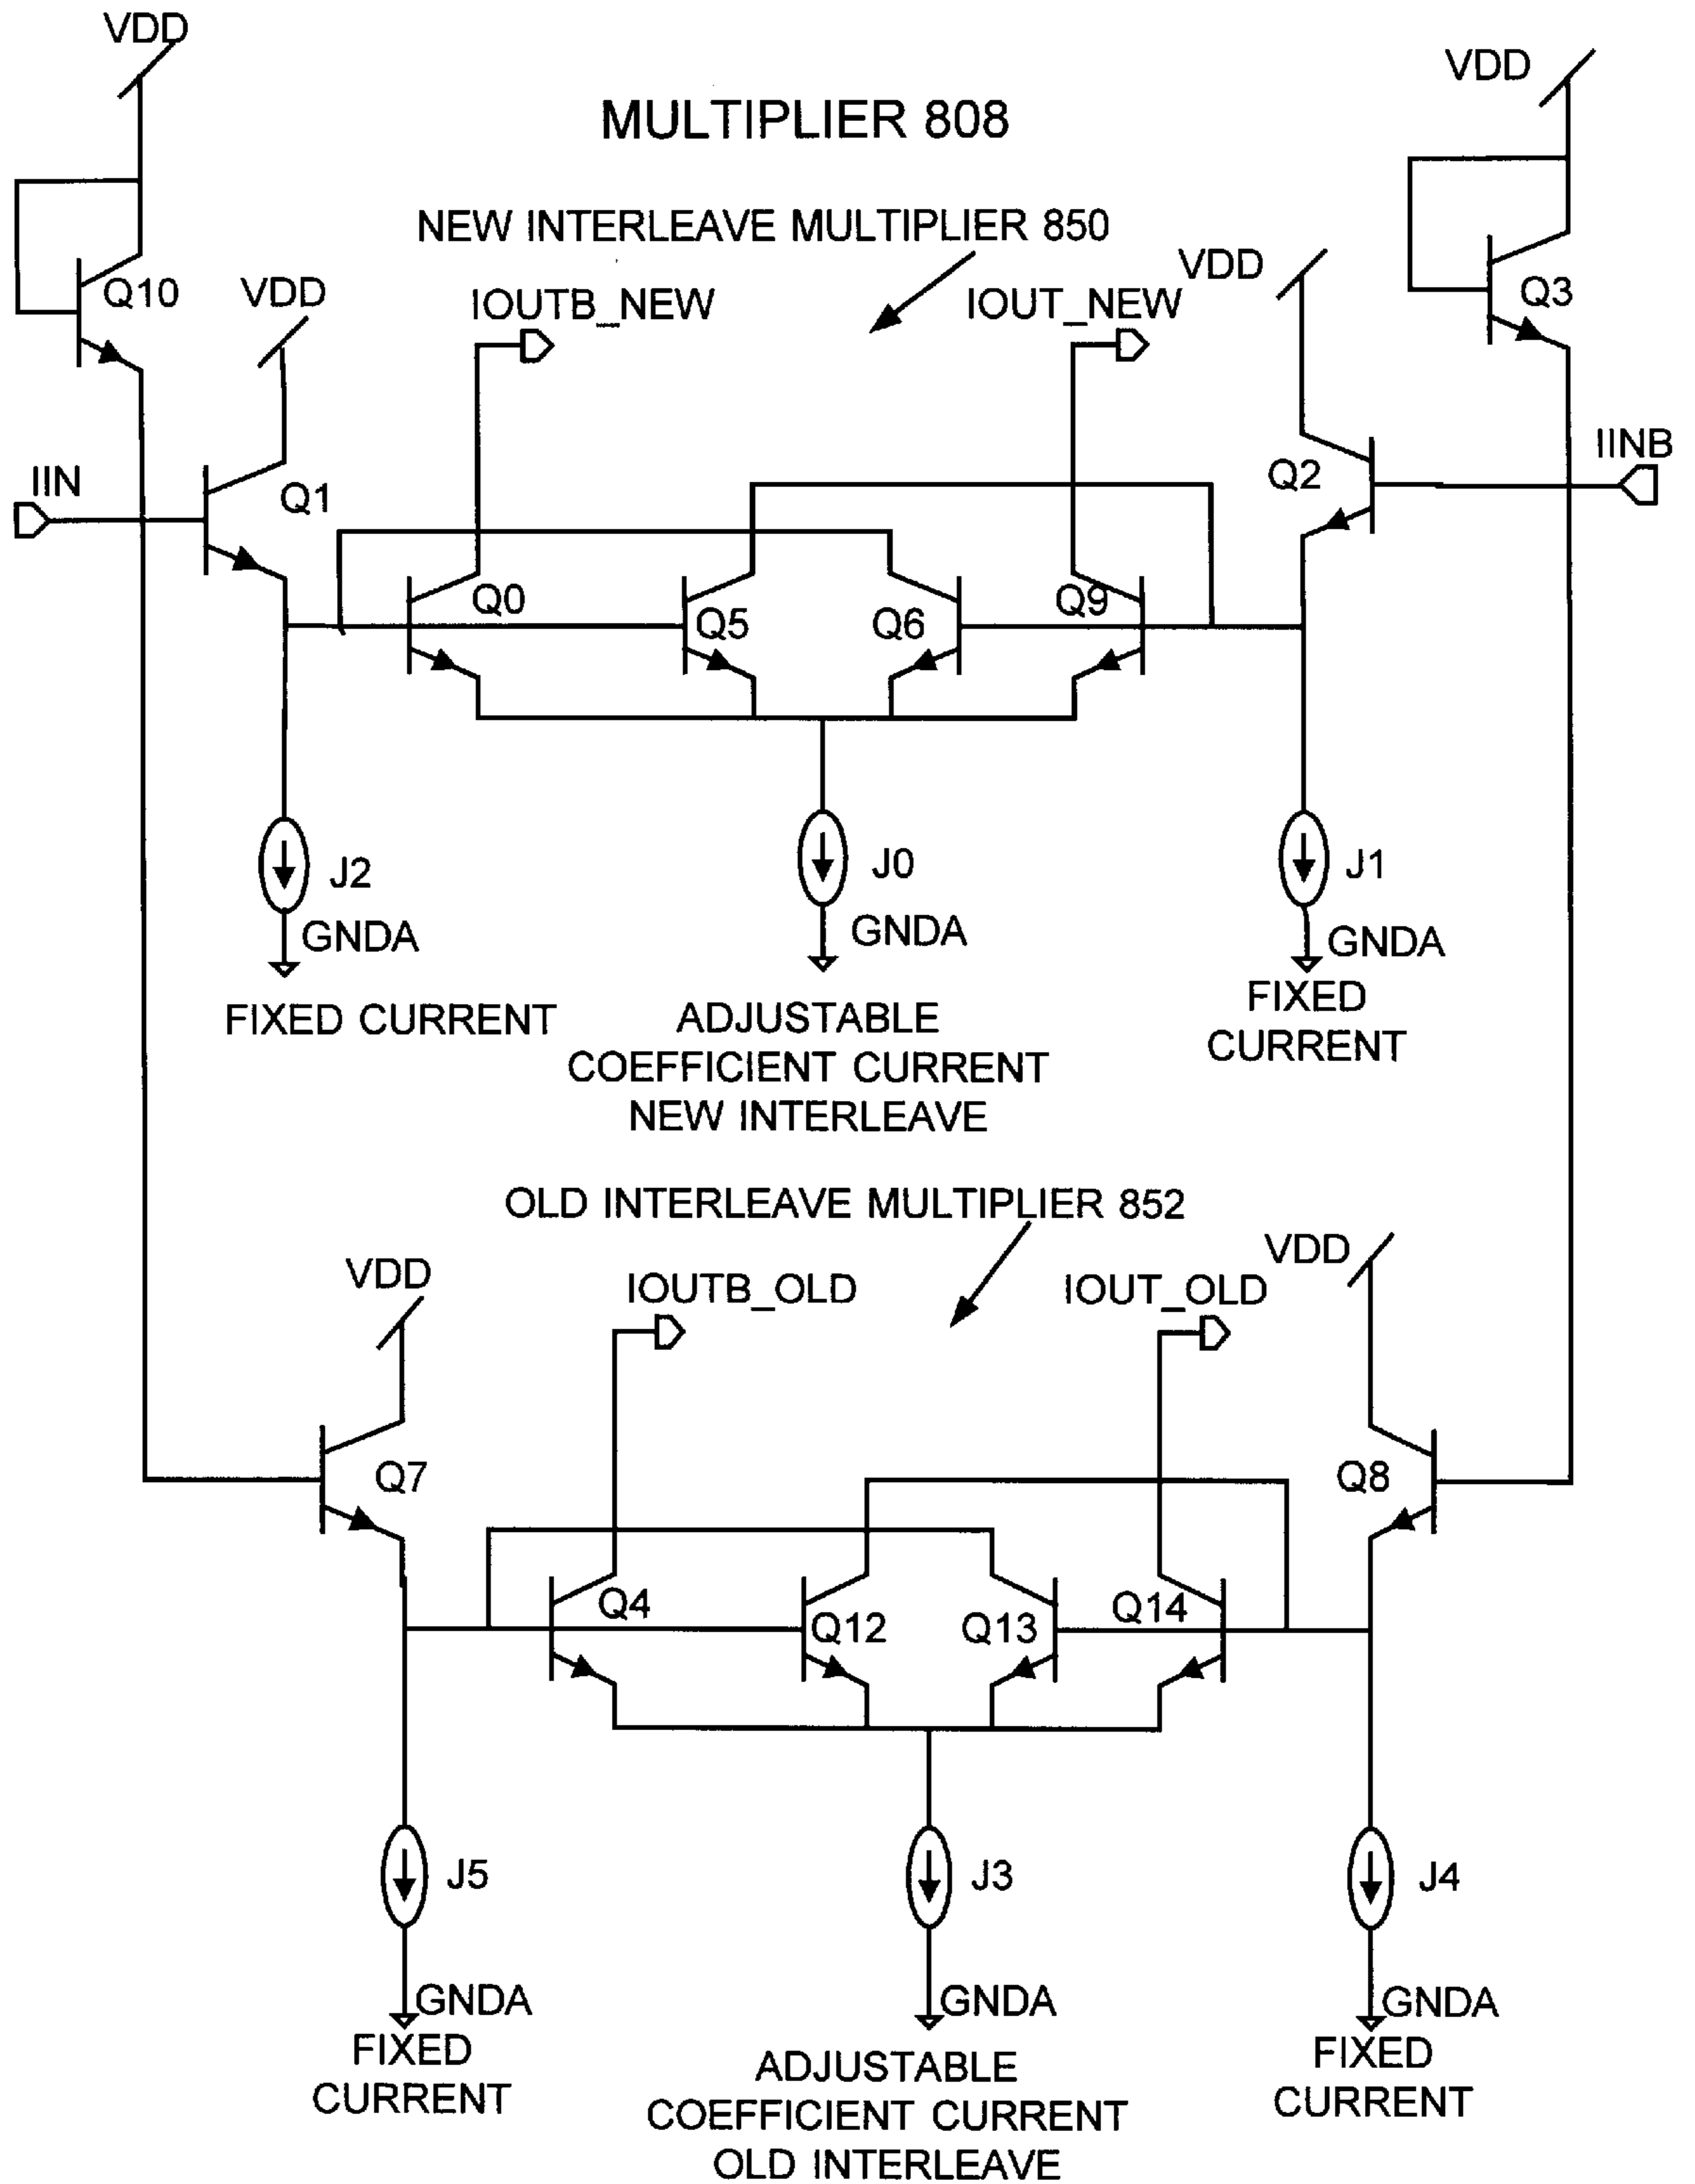 VDD
VDD
MULTIPLIER 808
NEW INTERLEAVE MULTIPLIER 850
VDD
Q10
VDD
Q3
IOUTB_NEW
IOUT_NEW
IINB
IIN
Q1
Q2
Q0
Q5
Q6
Q9
J2
J0
J1
GNDA
GNDA
GNDA
FIXED CURRENT
ADJUSTABLE
COEFFICIENT CURRENT
NEW INTERLEAVE
FIXED
CURRENT
OLD INTERLEAVE MULTIPLIER 852
VDD
VDD
IOUTB_OLD
IOUT_OLD
Q7
Q8
Q4
Q12
Q13
Q14
J5
J3
J4
GNDA
GNDA
GNDA
FIXED
CURRENT
ADJUSTABLE
COEFFICIENT CURRENT
OLD INTERLEAVE
FIXED
CURRENT